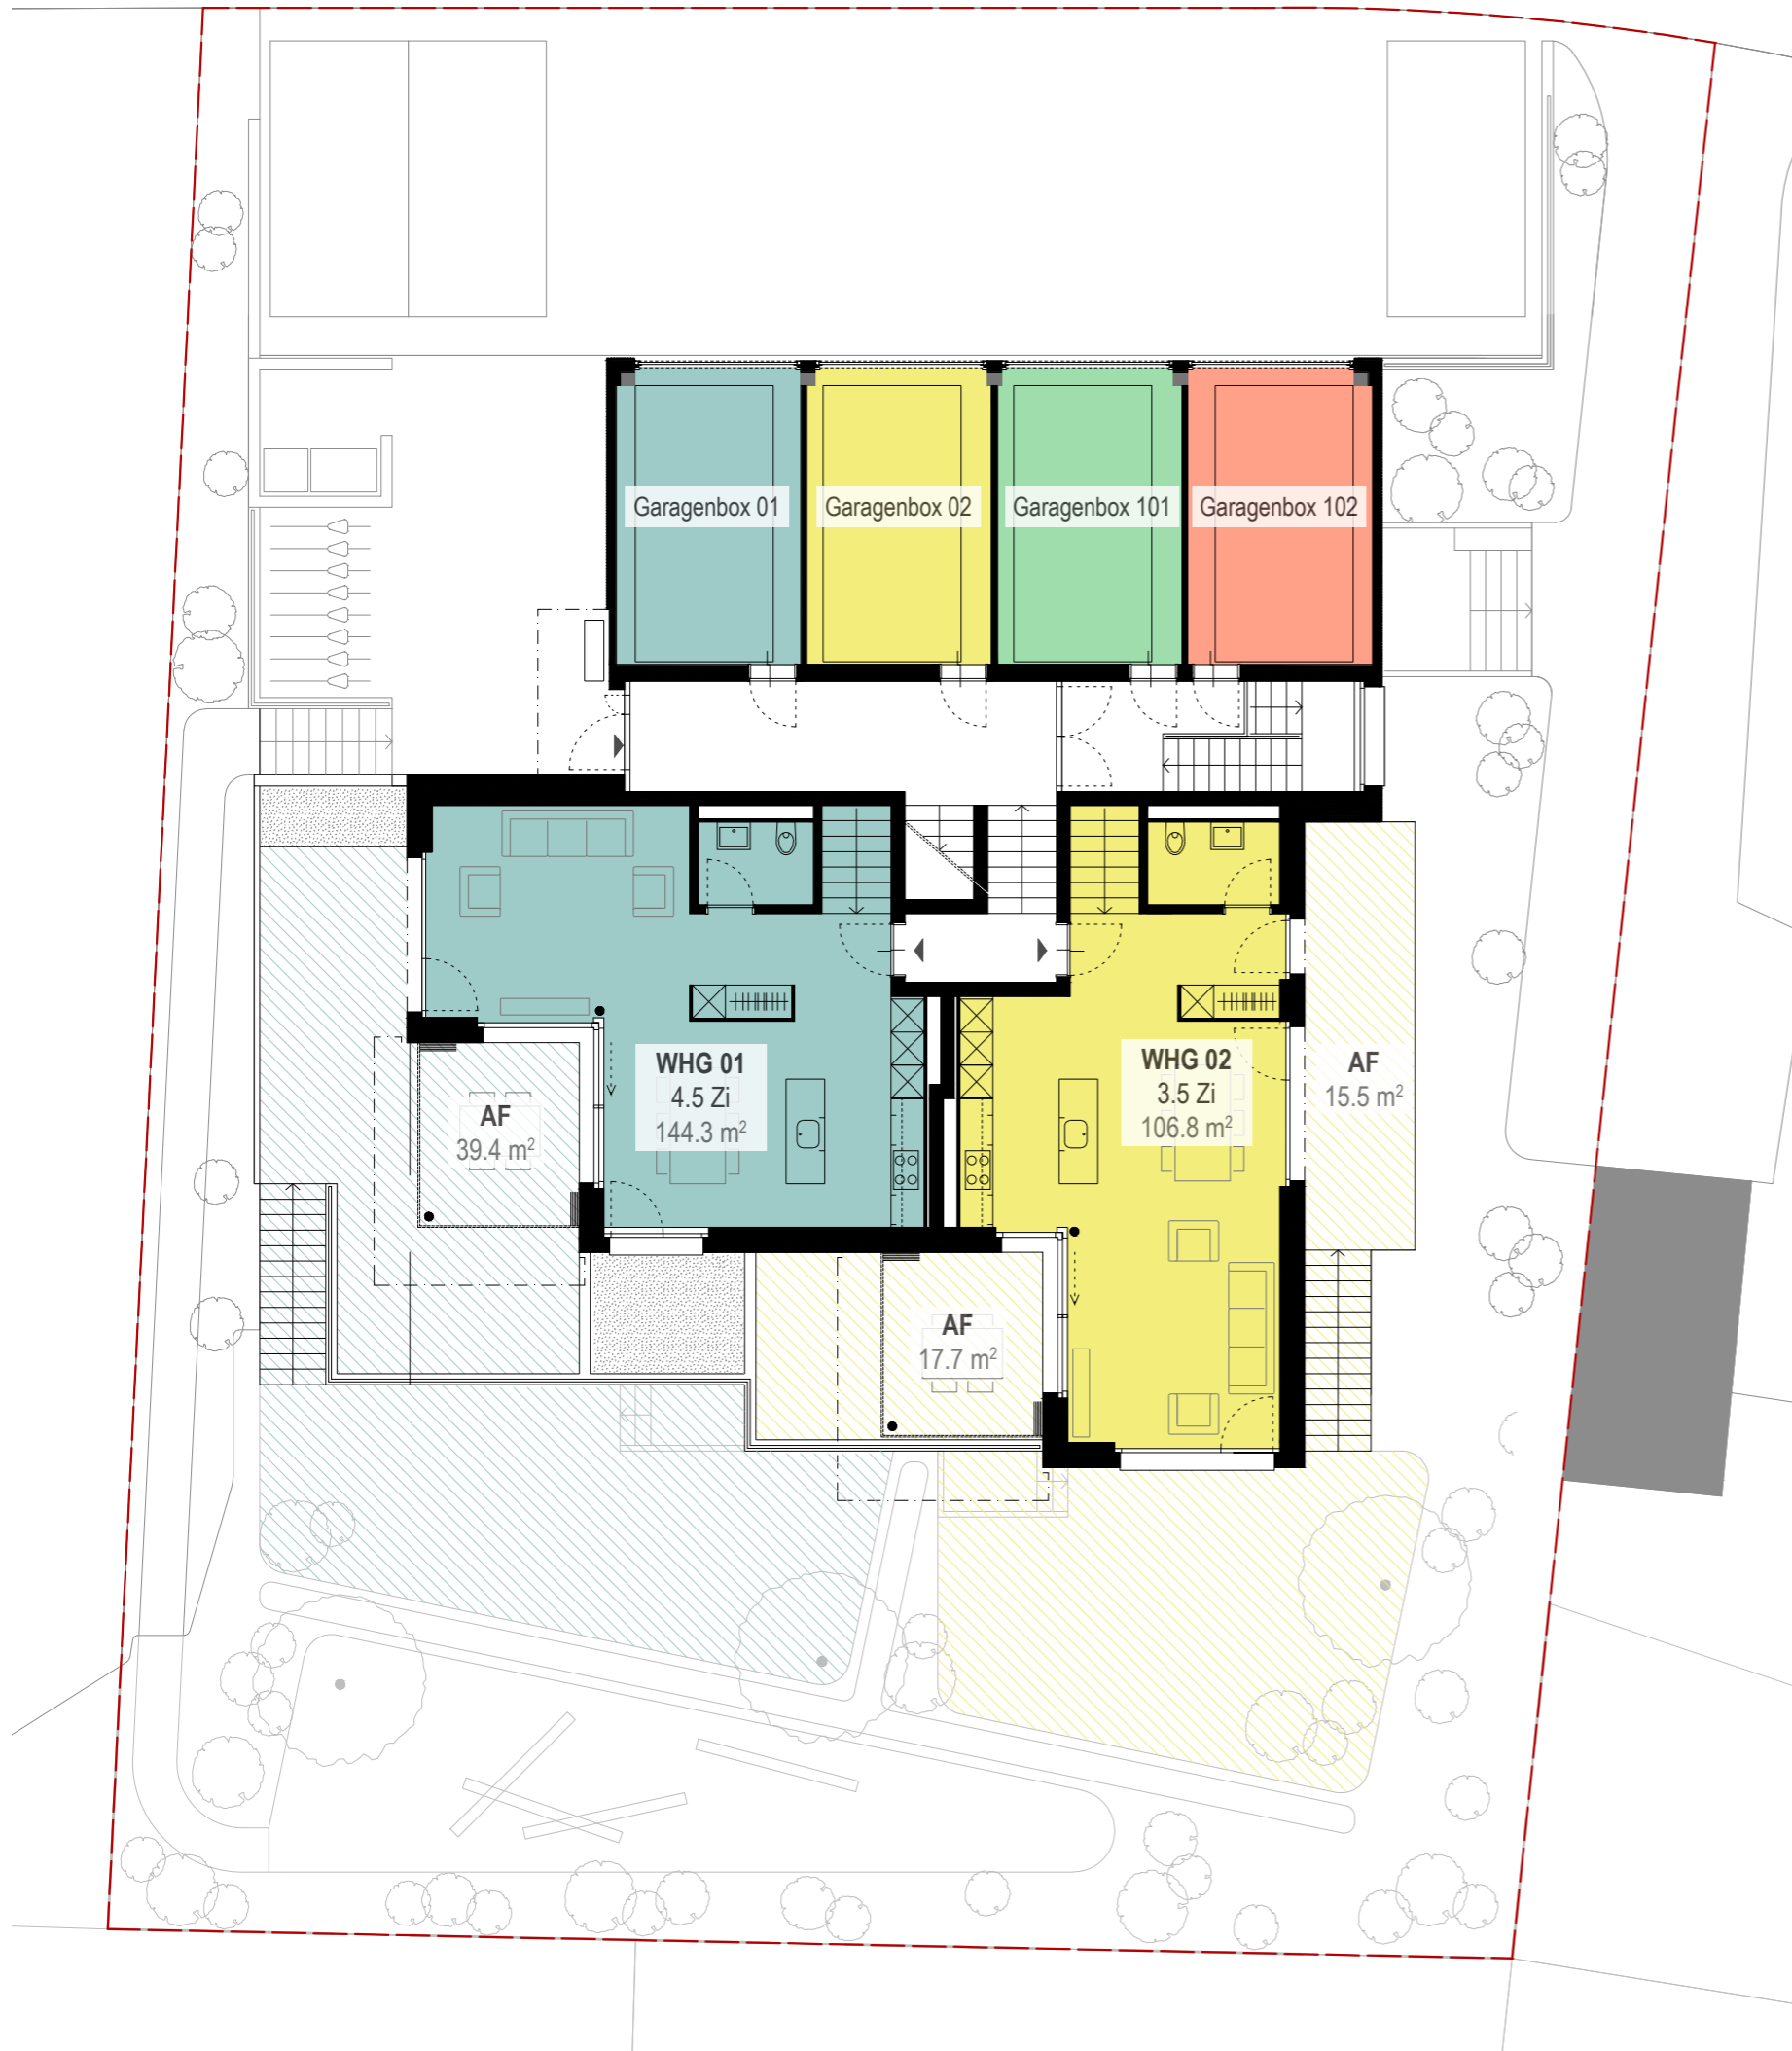 Garagenbox 01
Garagenbox 02
Garagenbox 101
Garagenbox 102
WHG 01
4.5 Zi
144.3 m²
WHG 02
3.5 Zi
106.8 m²
AF
15.5 m²
AF
39.4 m²
AF
17.7 m²